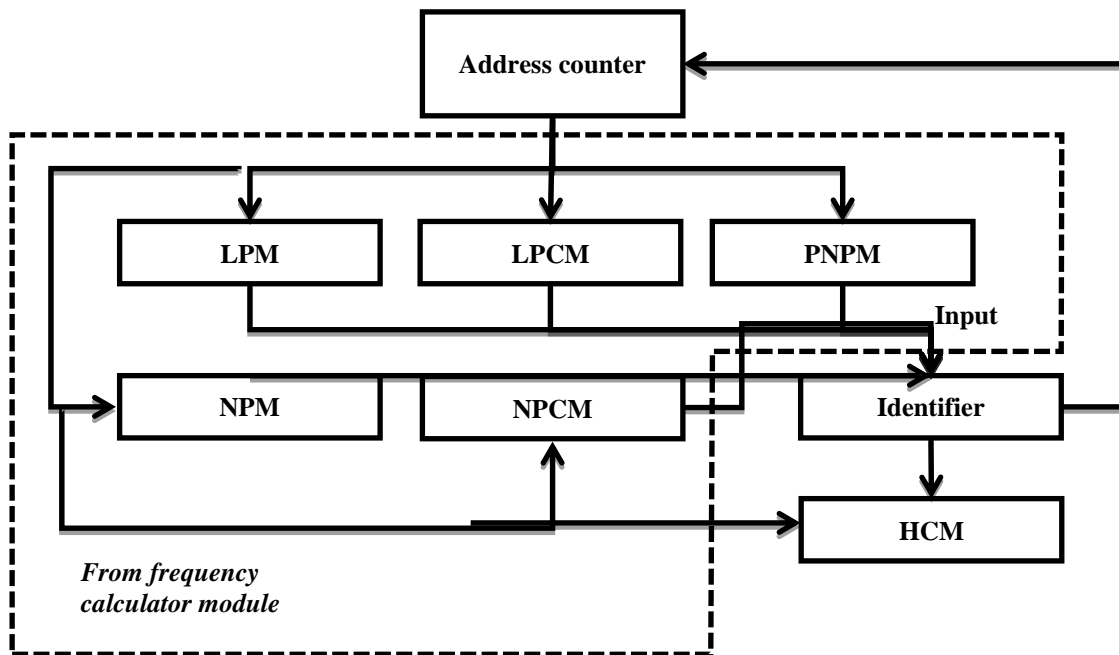 Address counter
LPM
LPCM
PNPM
Input
NPM
NPCM
Identifier
HCM
From frequency
calculator module